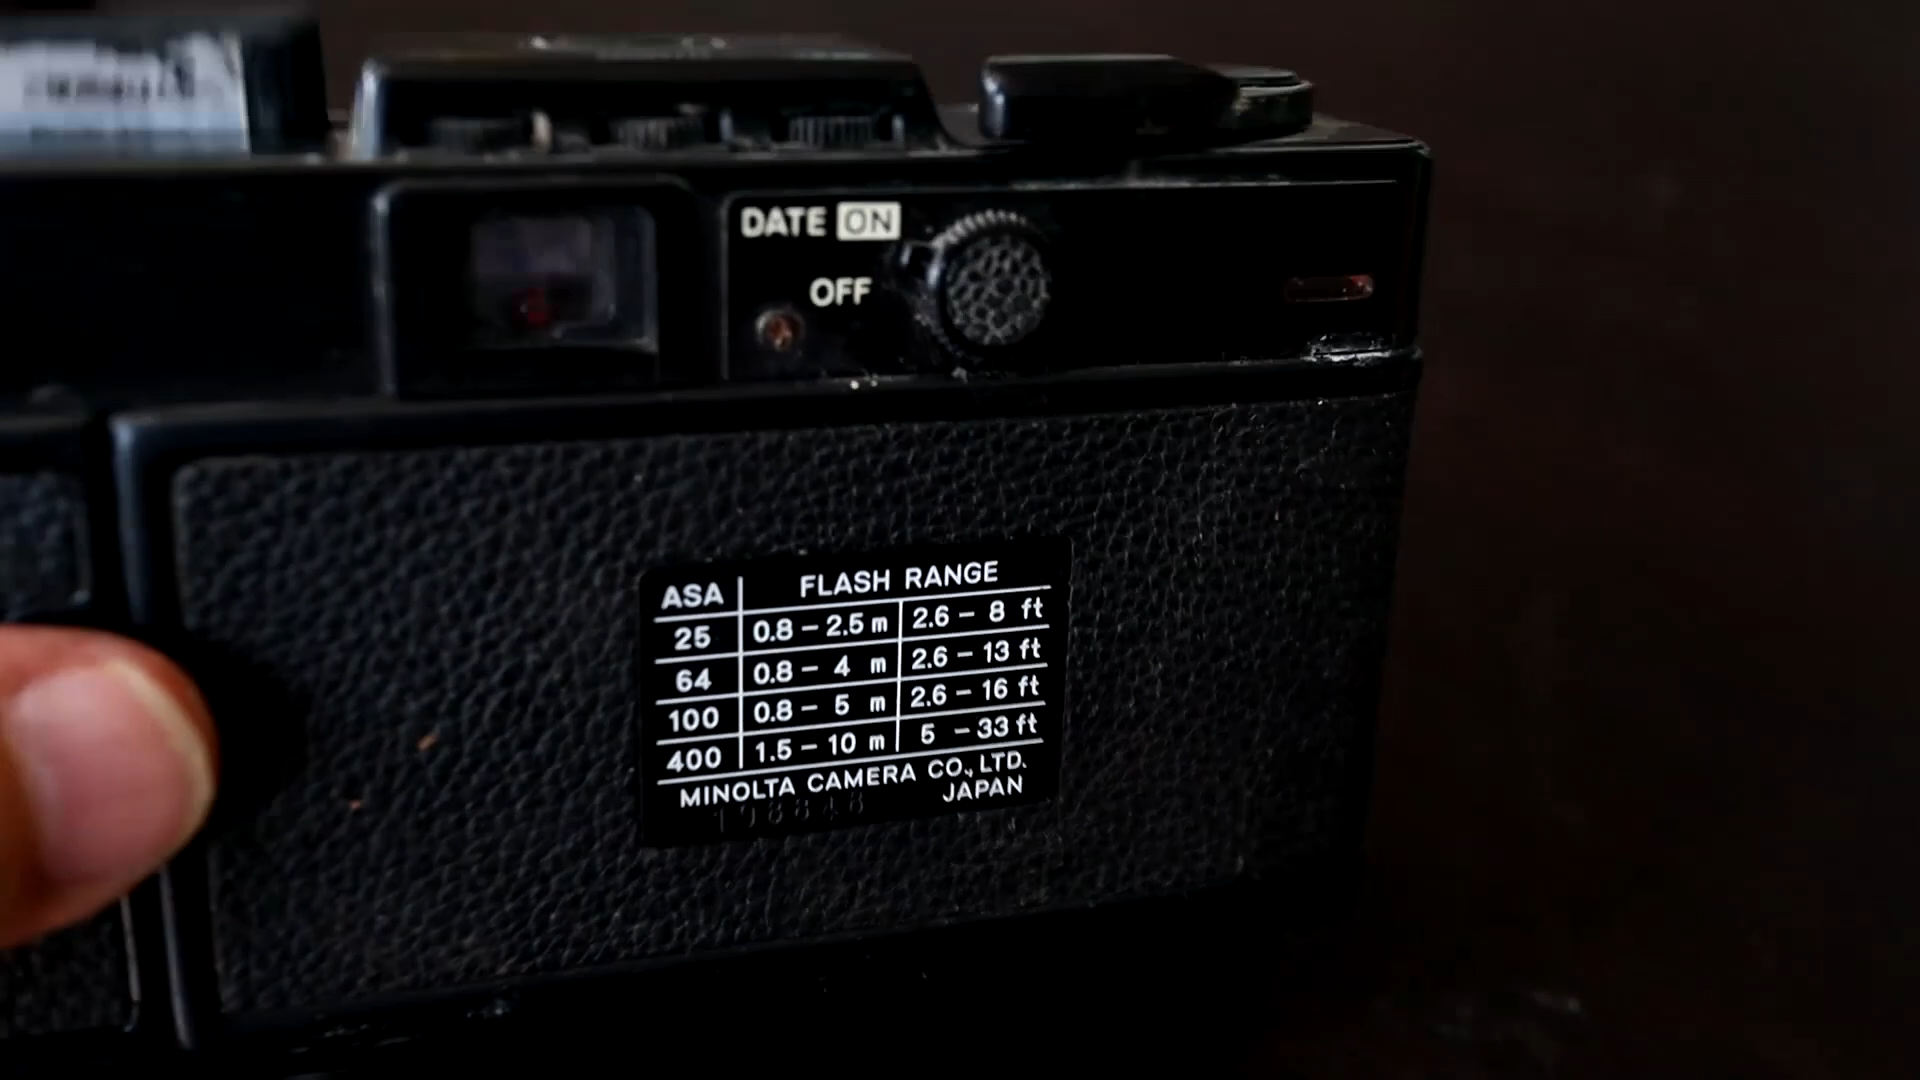 DATE ON
OFF
ASA FLASH RANGE
25 0.8 – 2.5 m 2.6 – 8 ft
64 0.8 – 4 m 2.6 – 13 ft
100 0.8 – 5 m 2.6 – 16 ft
400 1.5 – 10 m 5 – 33 ft
MINOLTA CAMERA CO., LTD.
JAPAN